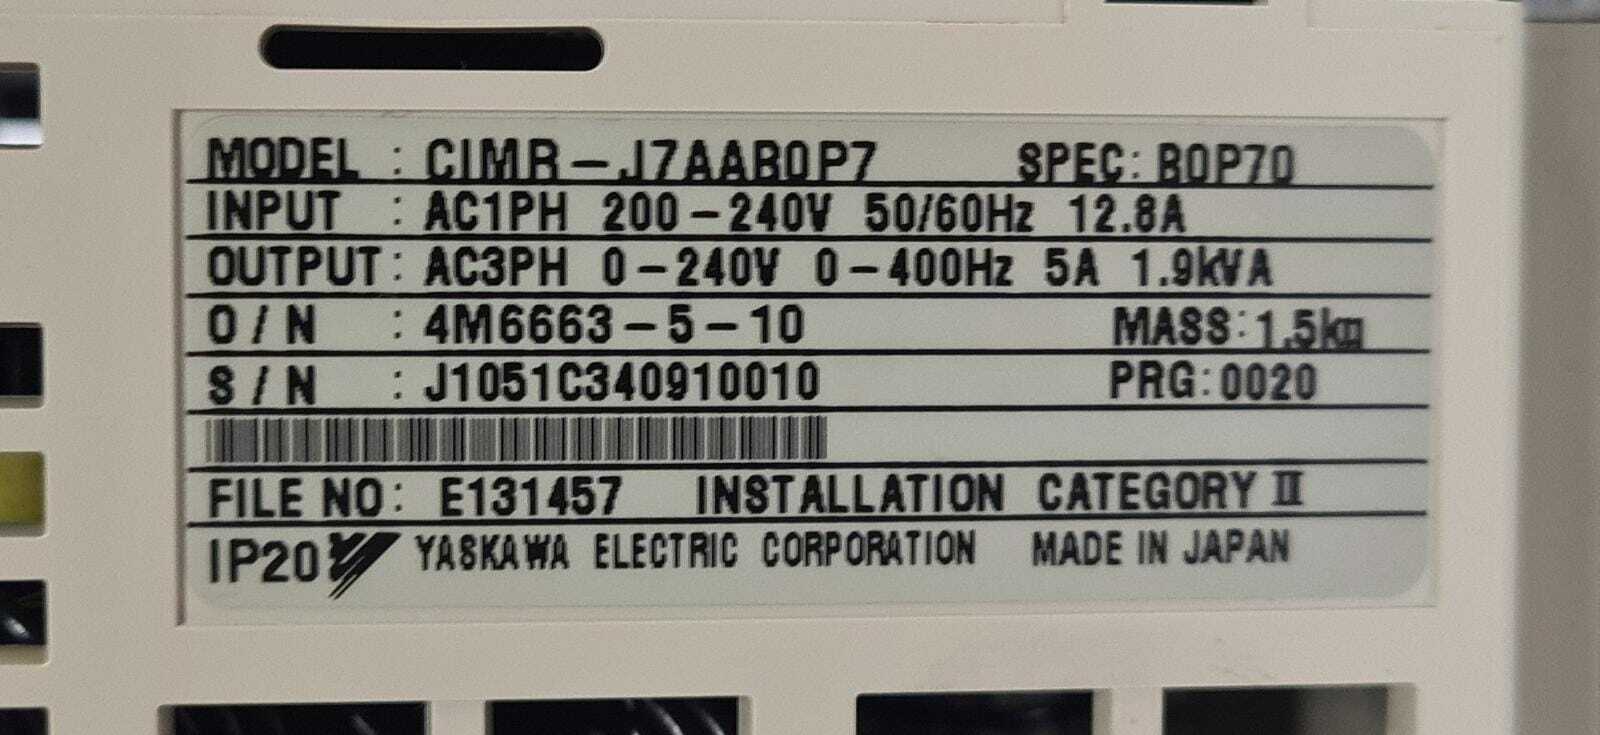 MODEL : CIMR-J7AAB0P7 SPEC: B0P70
INPUT : AC1PH 200-240V 50/60Hz 12.8A
OUTPUT: AC3PH 0-240V 0-400Hz 5A 1.9kVA
O/N : 4M6663-5-10 MASS: 1.5kg
S/N : J1051C340910010 PRG: 0020
FILE NO: E131457 INSTALLATION CATEGORY II
IP20 YASKAWA ELECTRIC CORPORATION MADE IN JAPAN